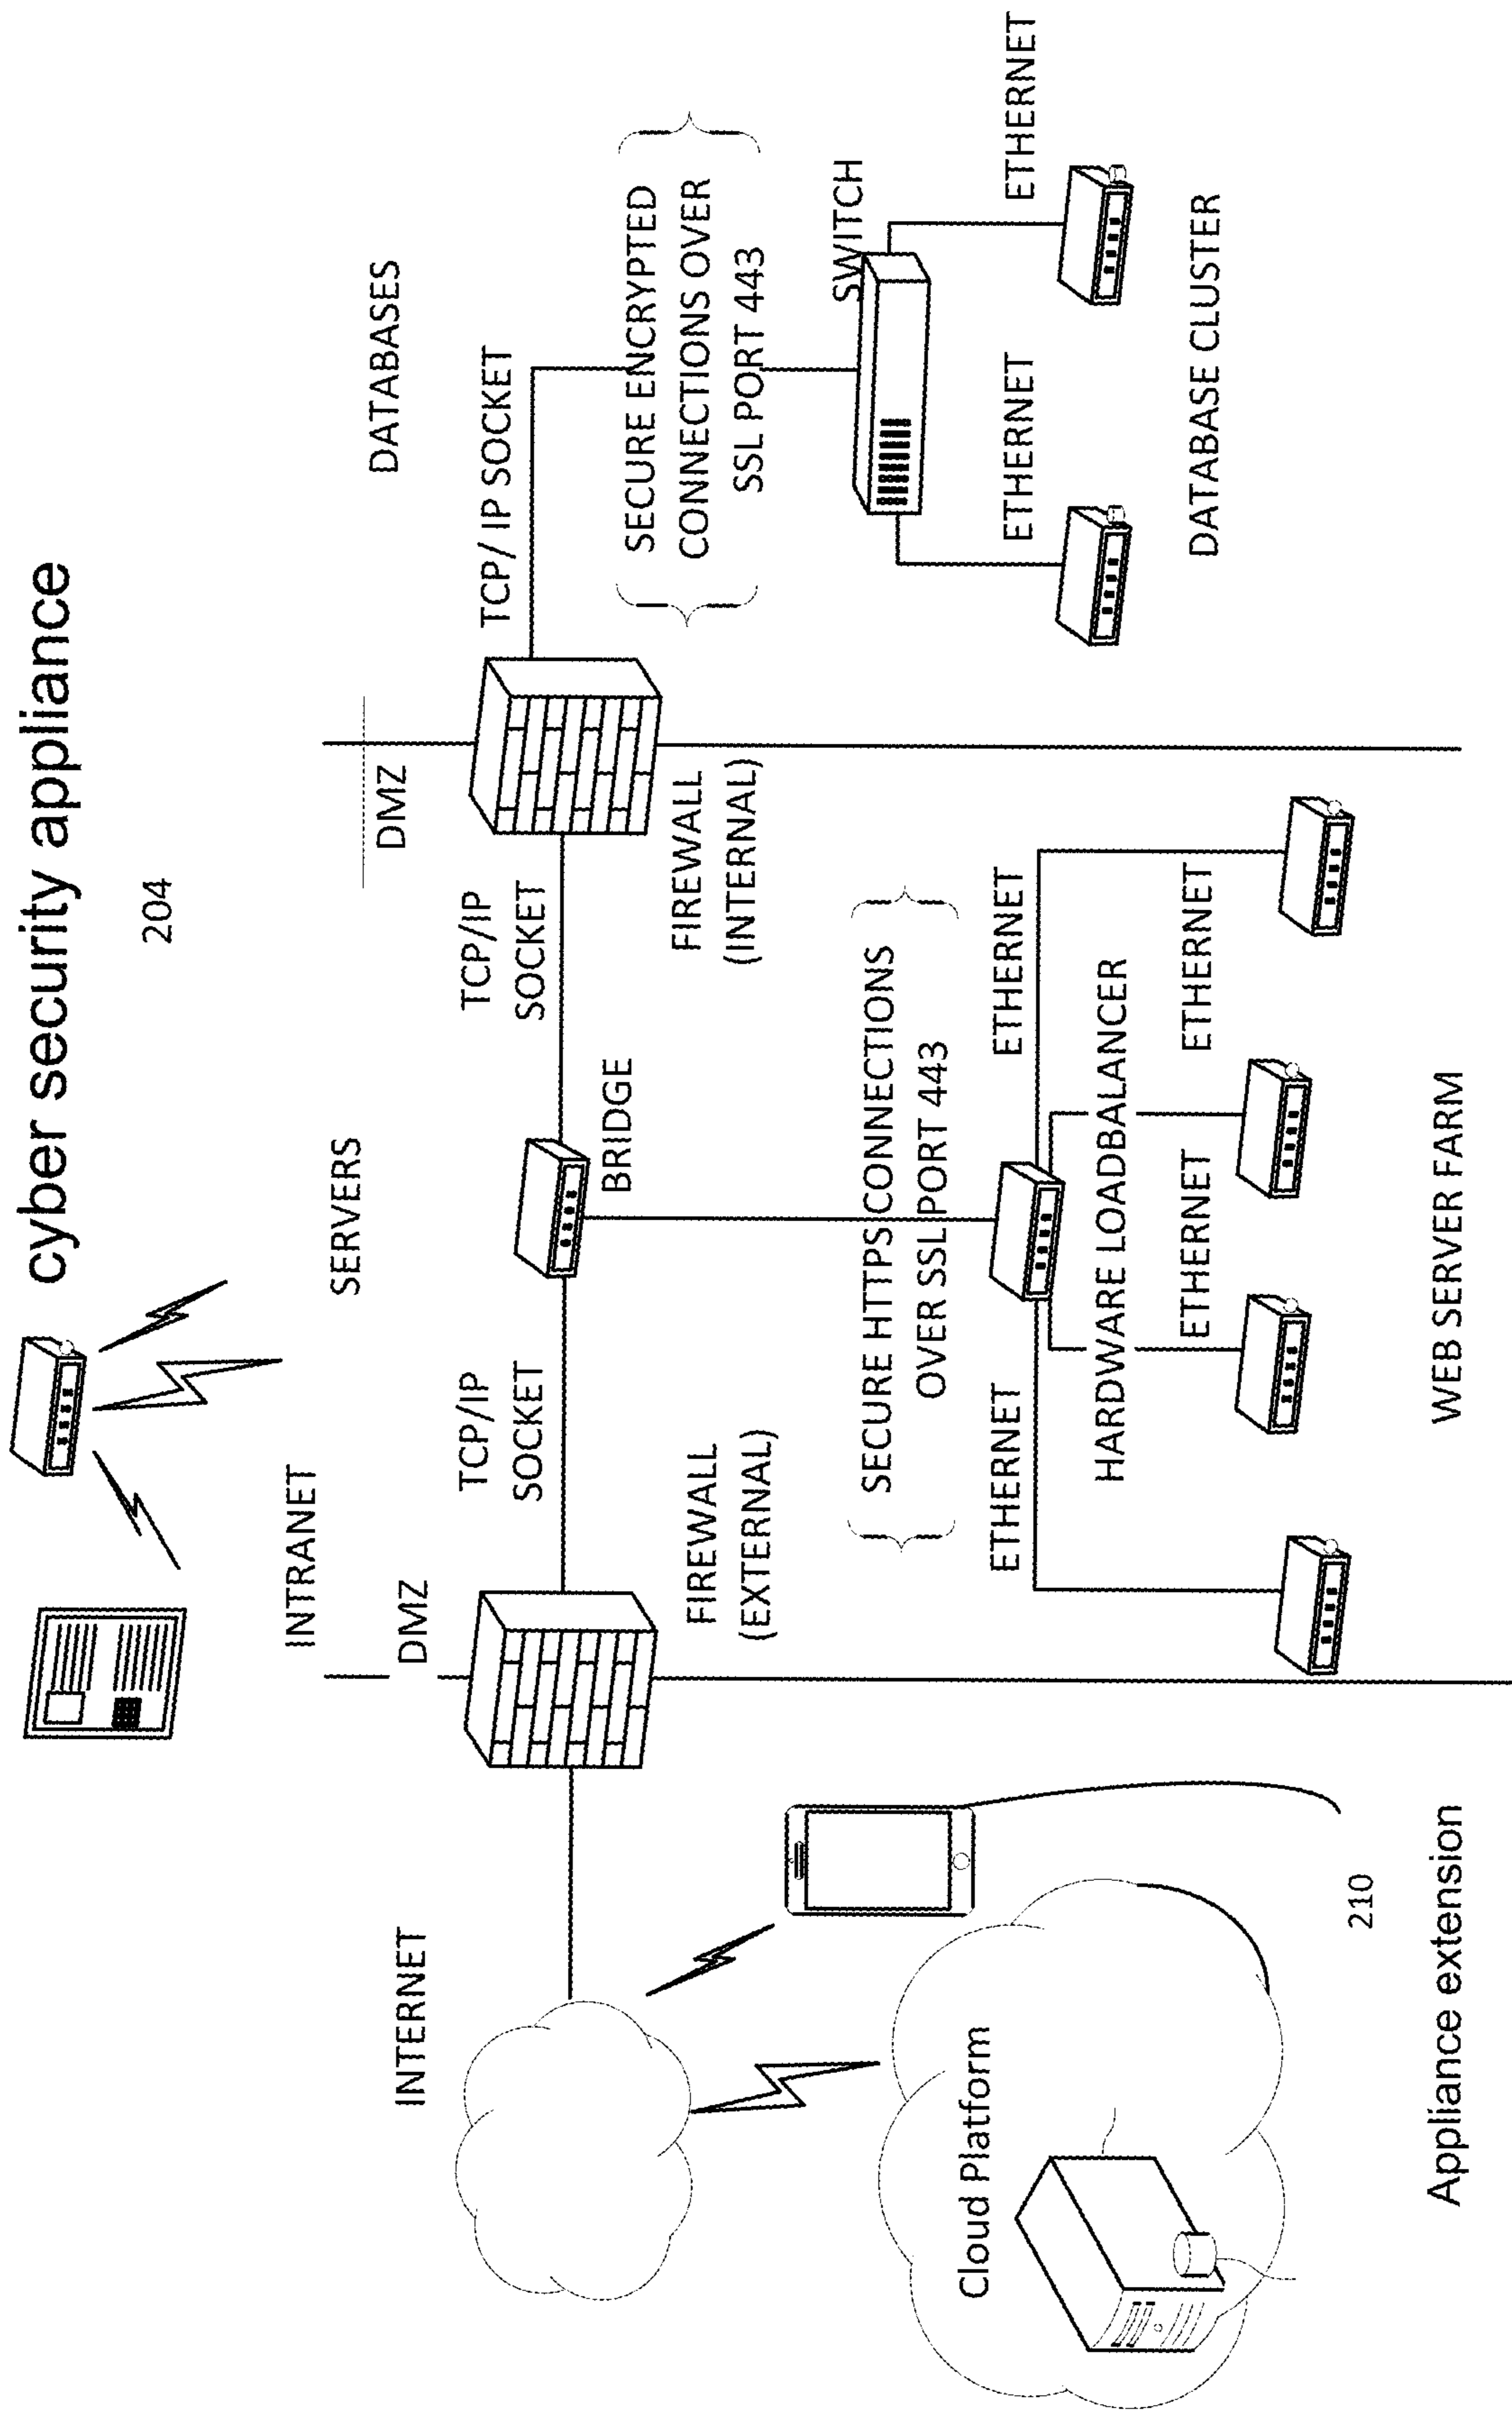 cyber security appliance
204
INTRANET
SERVERS
DATABASES
INTERNET
DMZ
DMZ
TCP/IP
SOCKET
TCP/IP
SOCKET
TCP/ IP SOCKET
BRIDGE
FIREWALL
(EXTERNAL)
FIREWALL
(INTERNAL)
SECURE ENCRYPTED
CONNECTIONS OVER
SSL PORT 443
SWITCH
ETHERNET
ETHERNET
DATABASE CLUSTER
SECURE HTTPS CONNECTIONS
OVER SSL PORT 443
ETHERNET
ETHERNET
HARDWARE LOADBALANCER
ETHERNET
ETHERNET
WEB SERVER FARM
Cloud Platform
210
Appliance extension